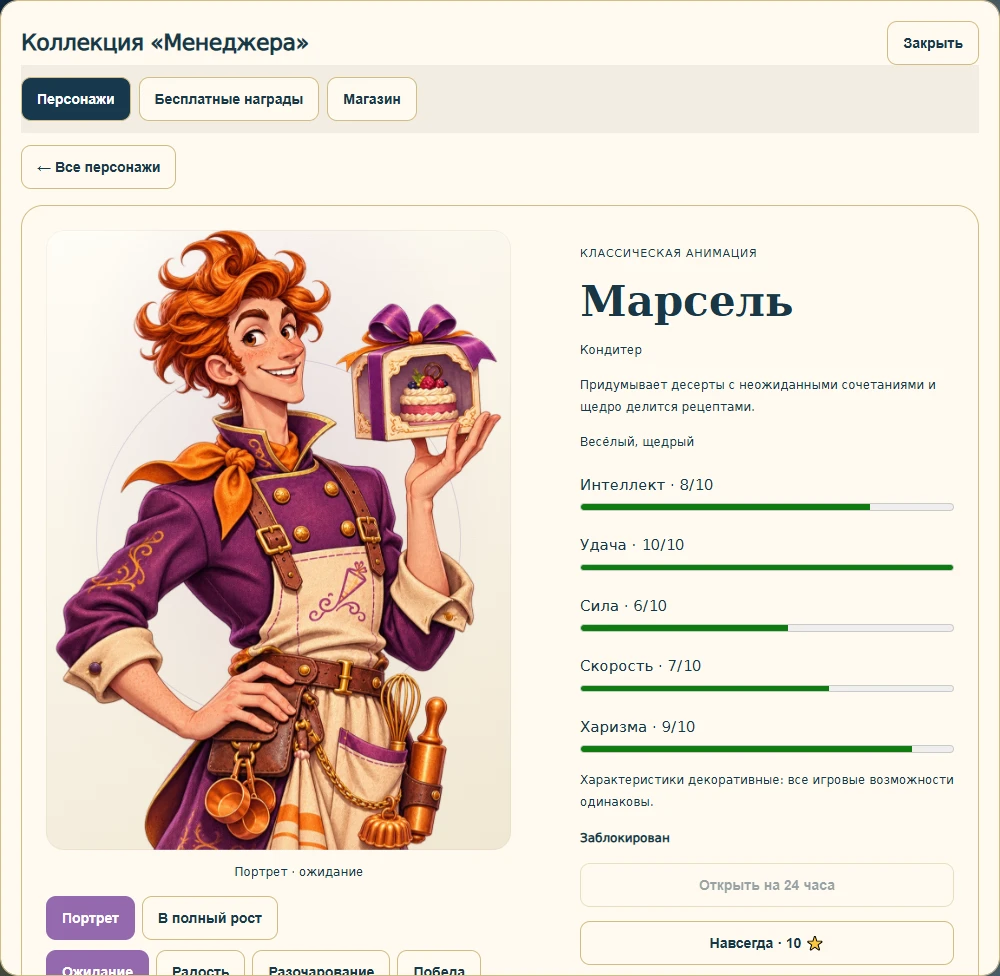 Коллекция «Менеджера»
Закрыть
Персонажи
Бесплатные награды
Магазин
← Все персонажи
КЛАССИЧЕСКАЯ АНИМАЦИЯ
Марсель
Кондитер
Придумывает десерты с неожиданными сочетаниями и
щедро делится рецептами.
Весёлый, щедрый
Интеллект · 8/10
Удача · 10/10
Сила · 6/10
Скорость · 7/10
Харизма · 9/10
Характеристики декоративные: все игровые возможности
одинаковы.
Заблокирован
Открыть на 24 часа
Навсегда · 10 ⭐
Портрет · ожидание
Портрет
В полный рост
Ожидание
Радость
Разочарование
Победа